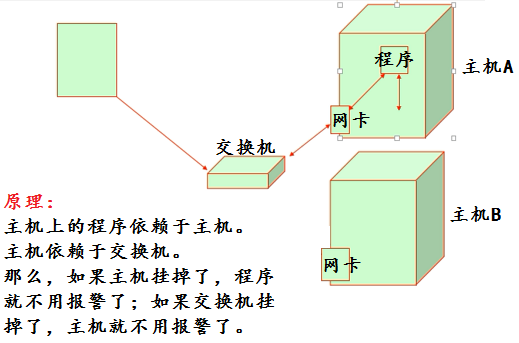 程序
主机A
网卡
交换机
主机B
网卡
原理：
主机上的程序依赖于主机。
主机依赖于交换机。
那么，如果主机挂掉了，程序
就不用报警了；如果交换机挂
掉了，主机就不用报警了。